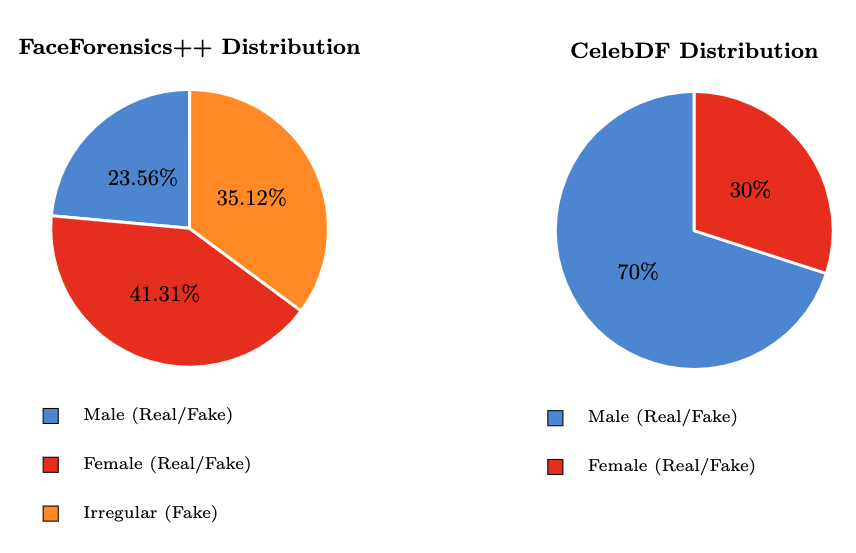 FaceForensics++ Distribution
23.56%
35.12%
41.31%
Male (Real/Fake)
Female (Real/Fake)
Irregular (Fake)
CelebDF Distribution
30%
70%
Male (Real/Fake)
Female (Real/Fake)